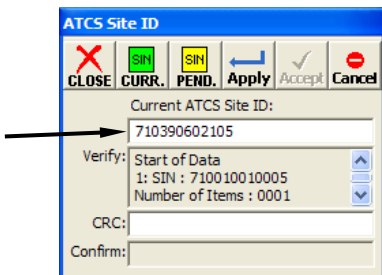 ATCS Site ID
SIN SIN
CLOSE CURR. PEND. Apply Accept Cancel
Current ATCS Site ID:
710390602105
Verify: Start of Data
1: SIN : 710010010005
Number of Items : 0001
CRC:
Confirm: